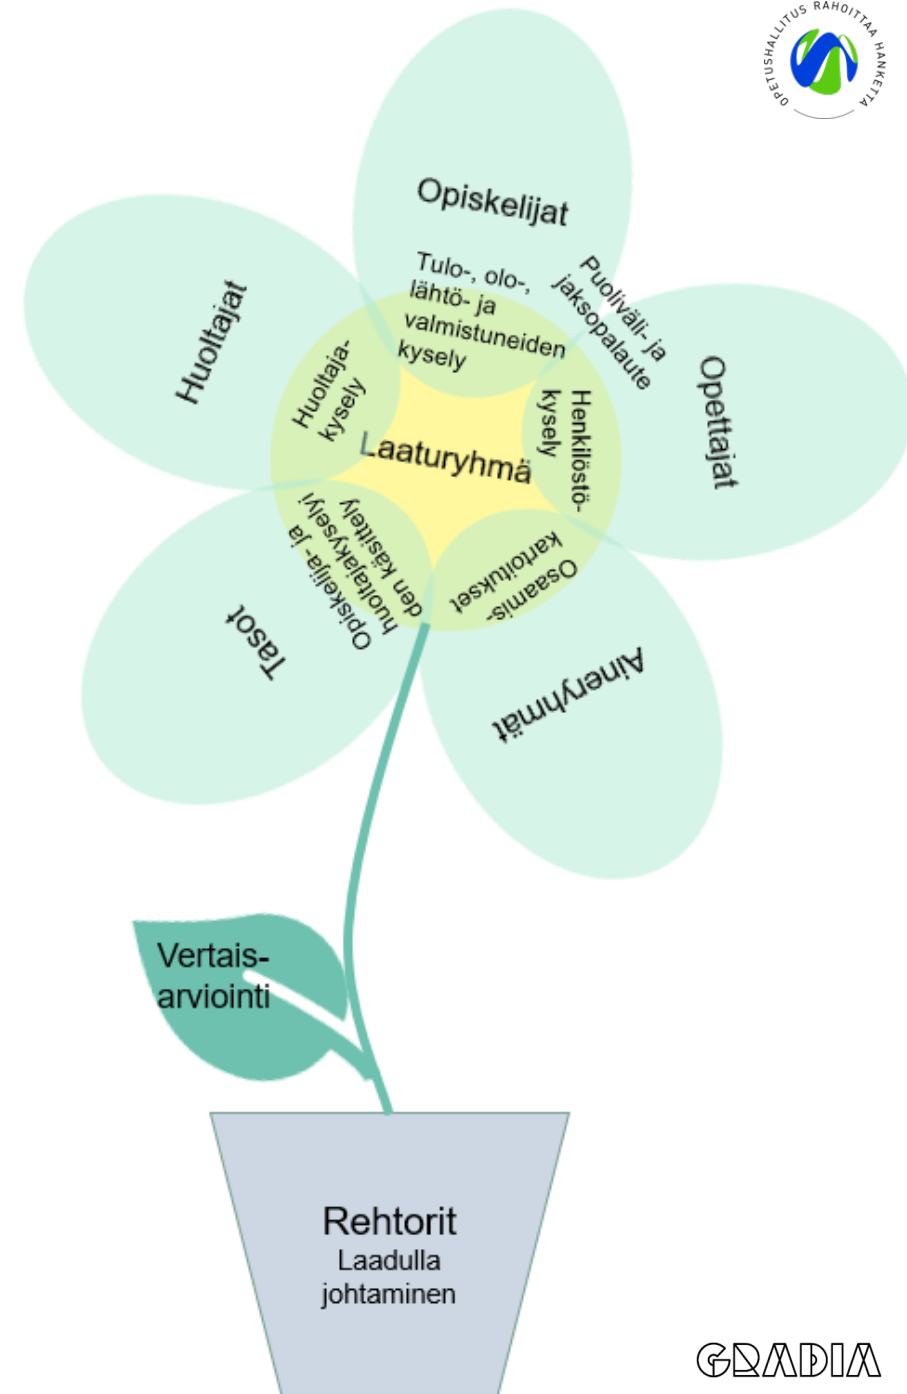 OPETUSHALLITUS RAHOITTAA HANKETTA
Opiskelijat
Tulo-, olo-,
lähtö- ja
valmistuneiden
kysely
Puoliväli- ja
jaksopalaute
Huoltajat
Huoltaja-
kysely
Opettajat
Henkilöstö-
kysely
Laaturyhmä
Osaamis-
kartoitukset
Aineryhmät
Opiskelija- ja
huoltajakyselyi
den käsittely
Tasot
Vertais-
arviointi
Rehtorit
Laadulla
johtaminen
GRADIA